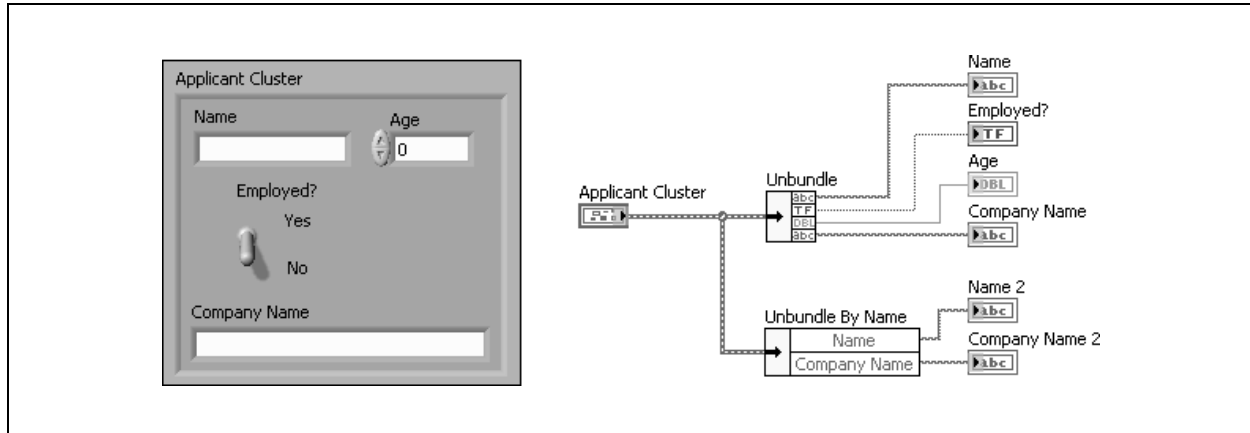 Applicant Cluster
Name
Age
0
Employed?
Yes
No
Company Name
Applicant Cluster
Unbundle
abc
TF
DBL
abc
Name
abc
Employed?
TF
Age
DBL
Company Name
abc
Unbundle By Name
Name
Company Name
Name 2
abc
Company Name 2
abc